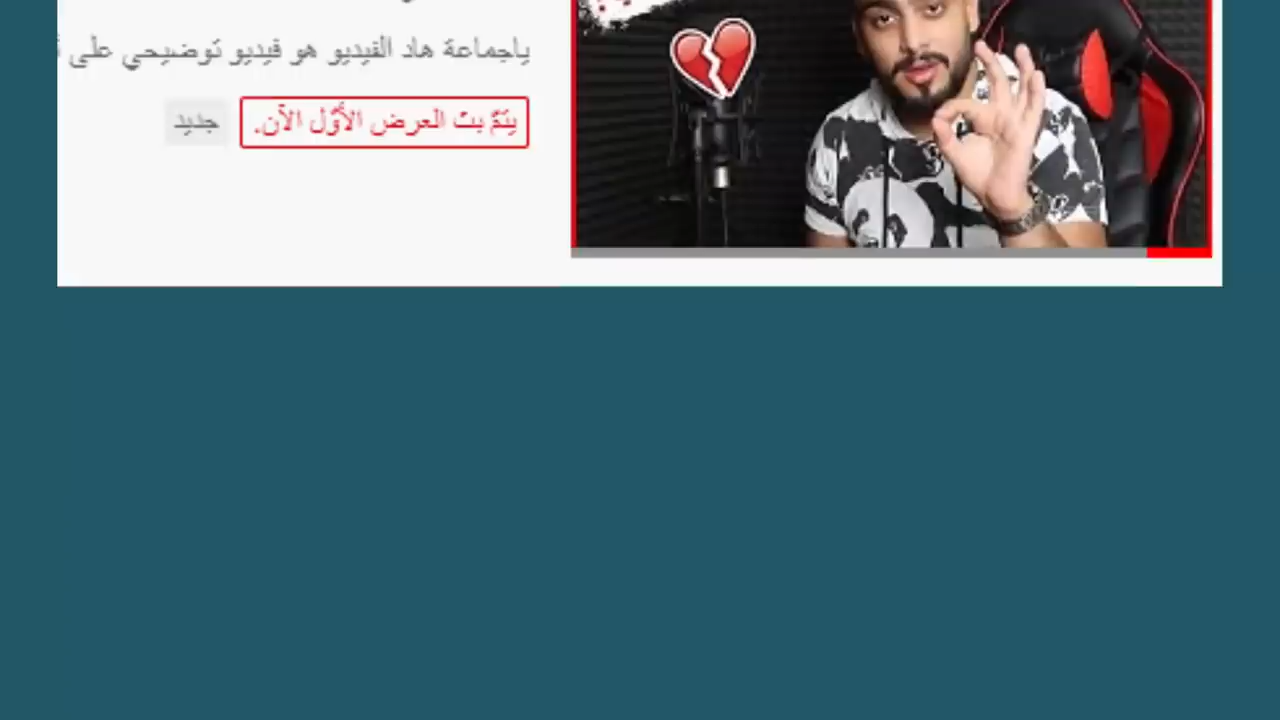 ياجماعة هاد الفيديو هو فيديو توضيحي على
يتمّ بث العرض الأوّل الآن.
جديد